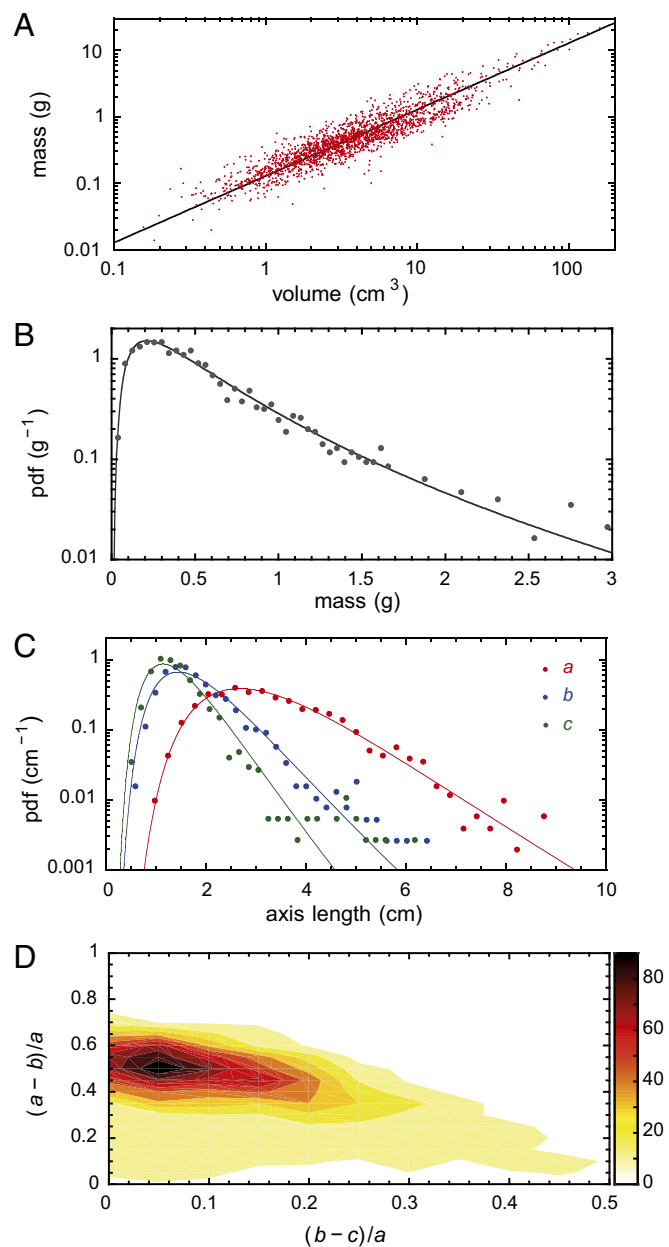 A
10
1
0.1
0.01
mass (g)
0.1 1 10 100
volume (cm³)
B
1
0.1
0.01
pdf (g⁻¹)
0 0.5 1 1.5 2 2.5 3
mass (g)
C
1
0.1
0.01
0.001
pdf (cm⁻¹)
a
b
c
0 2 4 6 8 10
axis length (cm)
D
1
0.8
0.6
0.4
0.2
0
(a – b)/a
80
60
40
20
0
0 0.1 0.2 0.3 0.4 0.5
(b – c)/a